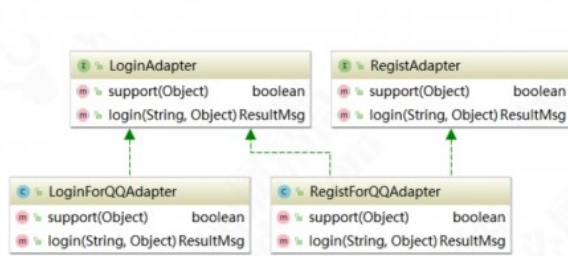 LoginAdapter
support(Object) boolean
login(String, Object) ResultMsg
RegistAdapter
support(Object) boolean
login(String, Object) ResultMsg
LoginForQQAdapter
support(Object) boolean
login(String, Object) ResultMsg
RegistForQQAdapter
support(Object) boolean
login(String, Object) ResultMsg